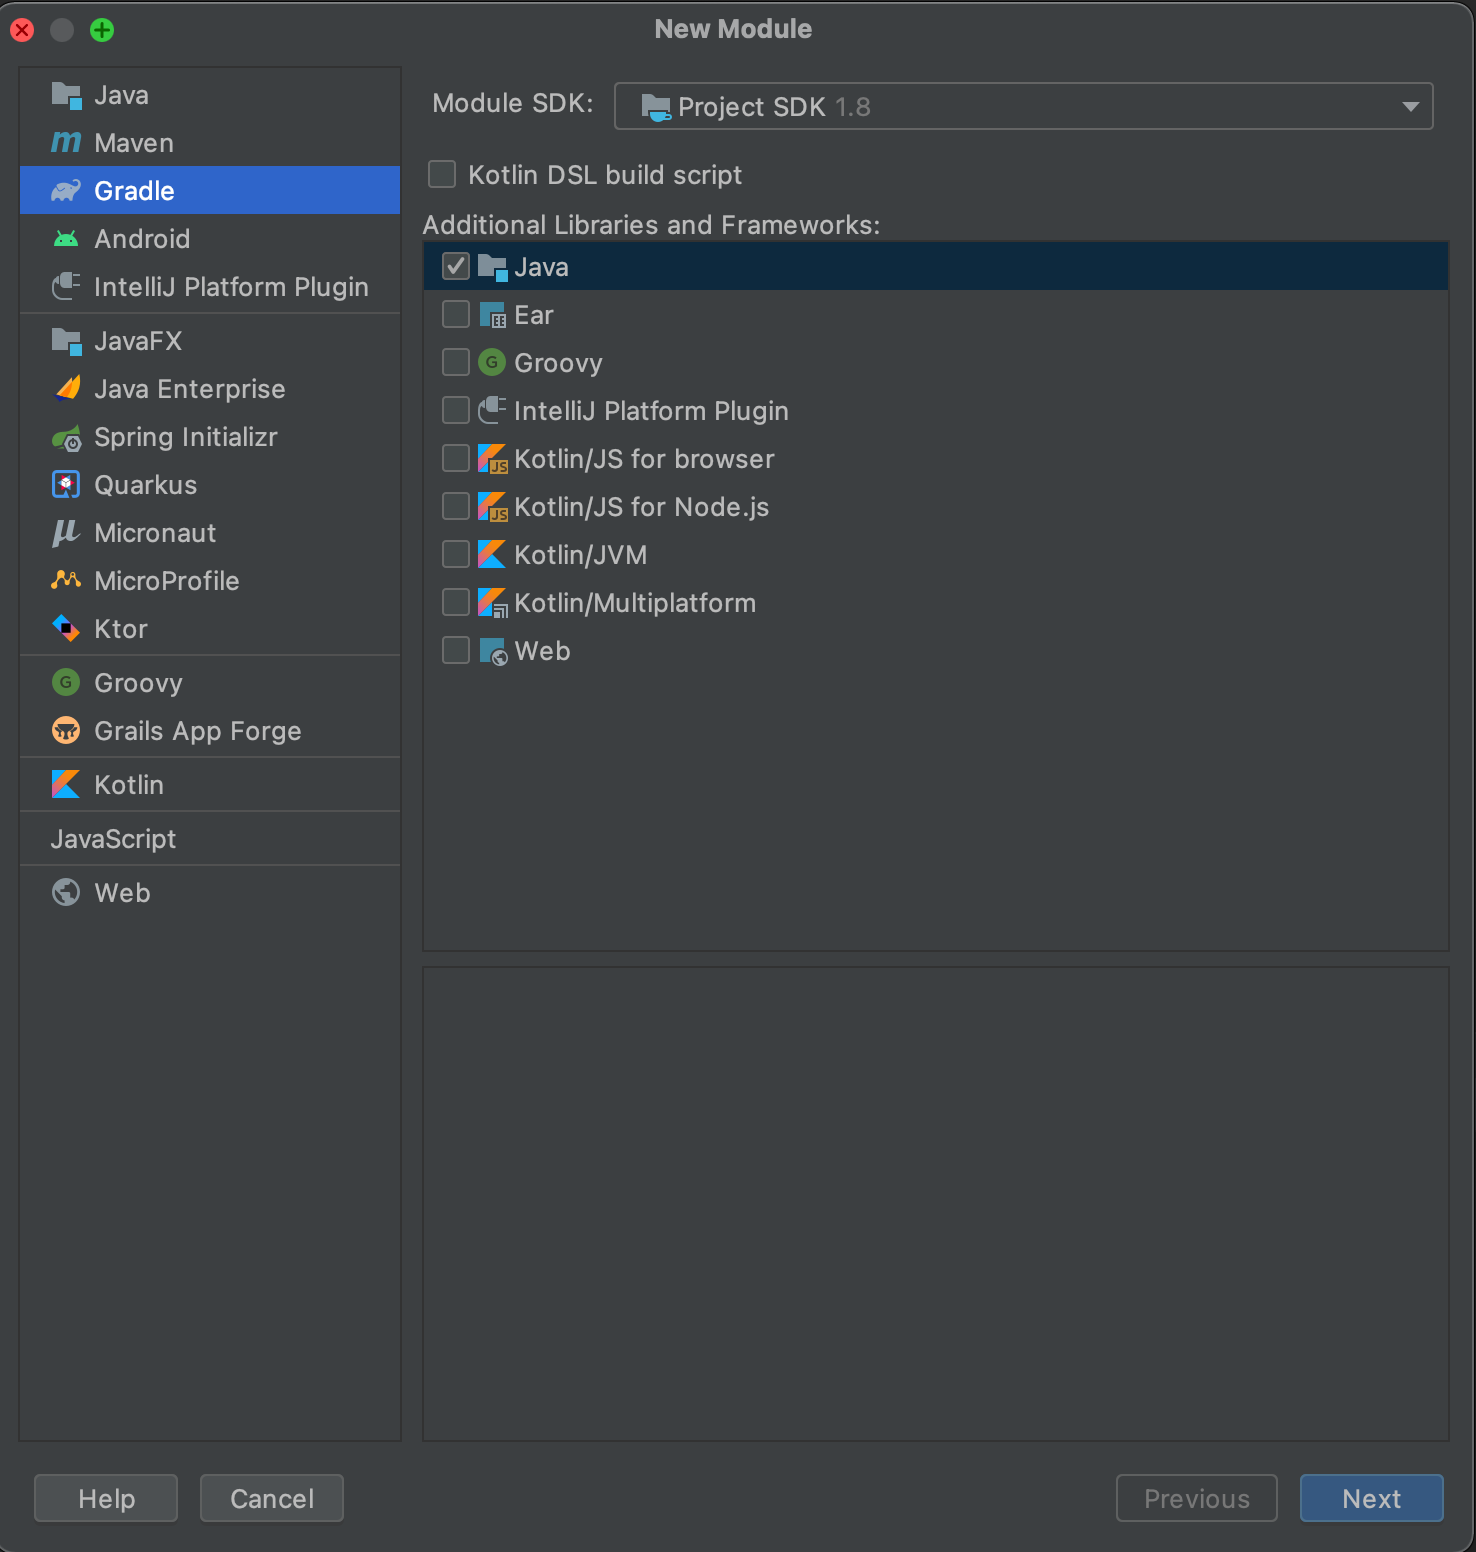 New Module
Java
Maven
Gradle
Android
IntelliJ Platform Plugin
JavaFX
Java Enterprise
Spring Initializr
Quarkus
Micronaut
MicroProfile
Ktor
Groovy
Grails App Forge
Kotlin
JavaScript
Web
Module SDK: Project SDK 1.8
Kotlin DSL build script
Additional Libraries and Frameworks:
Java
Ear
Groovy
IntelliJ Platform Plugin
Kotlin/JS for browser
Kotlin/JS for Node.js
Kotlin/JVM
Kotlin/Multiplatform
Web
Help Cancel Previous Next